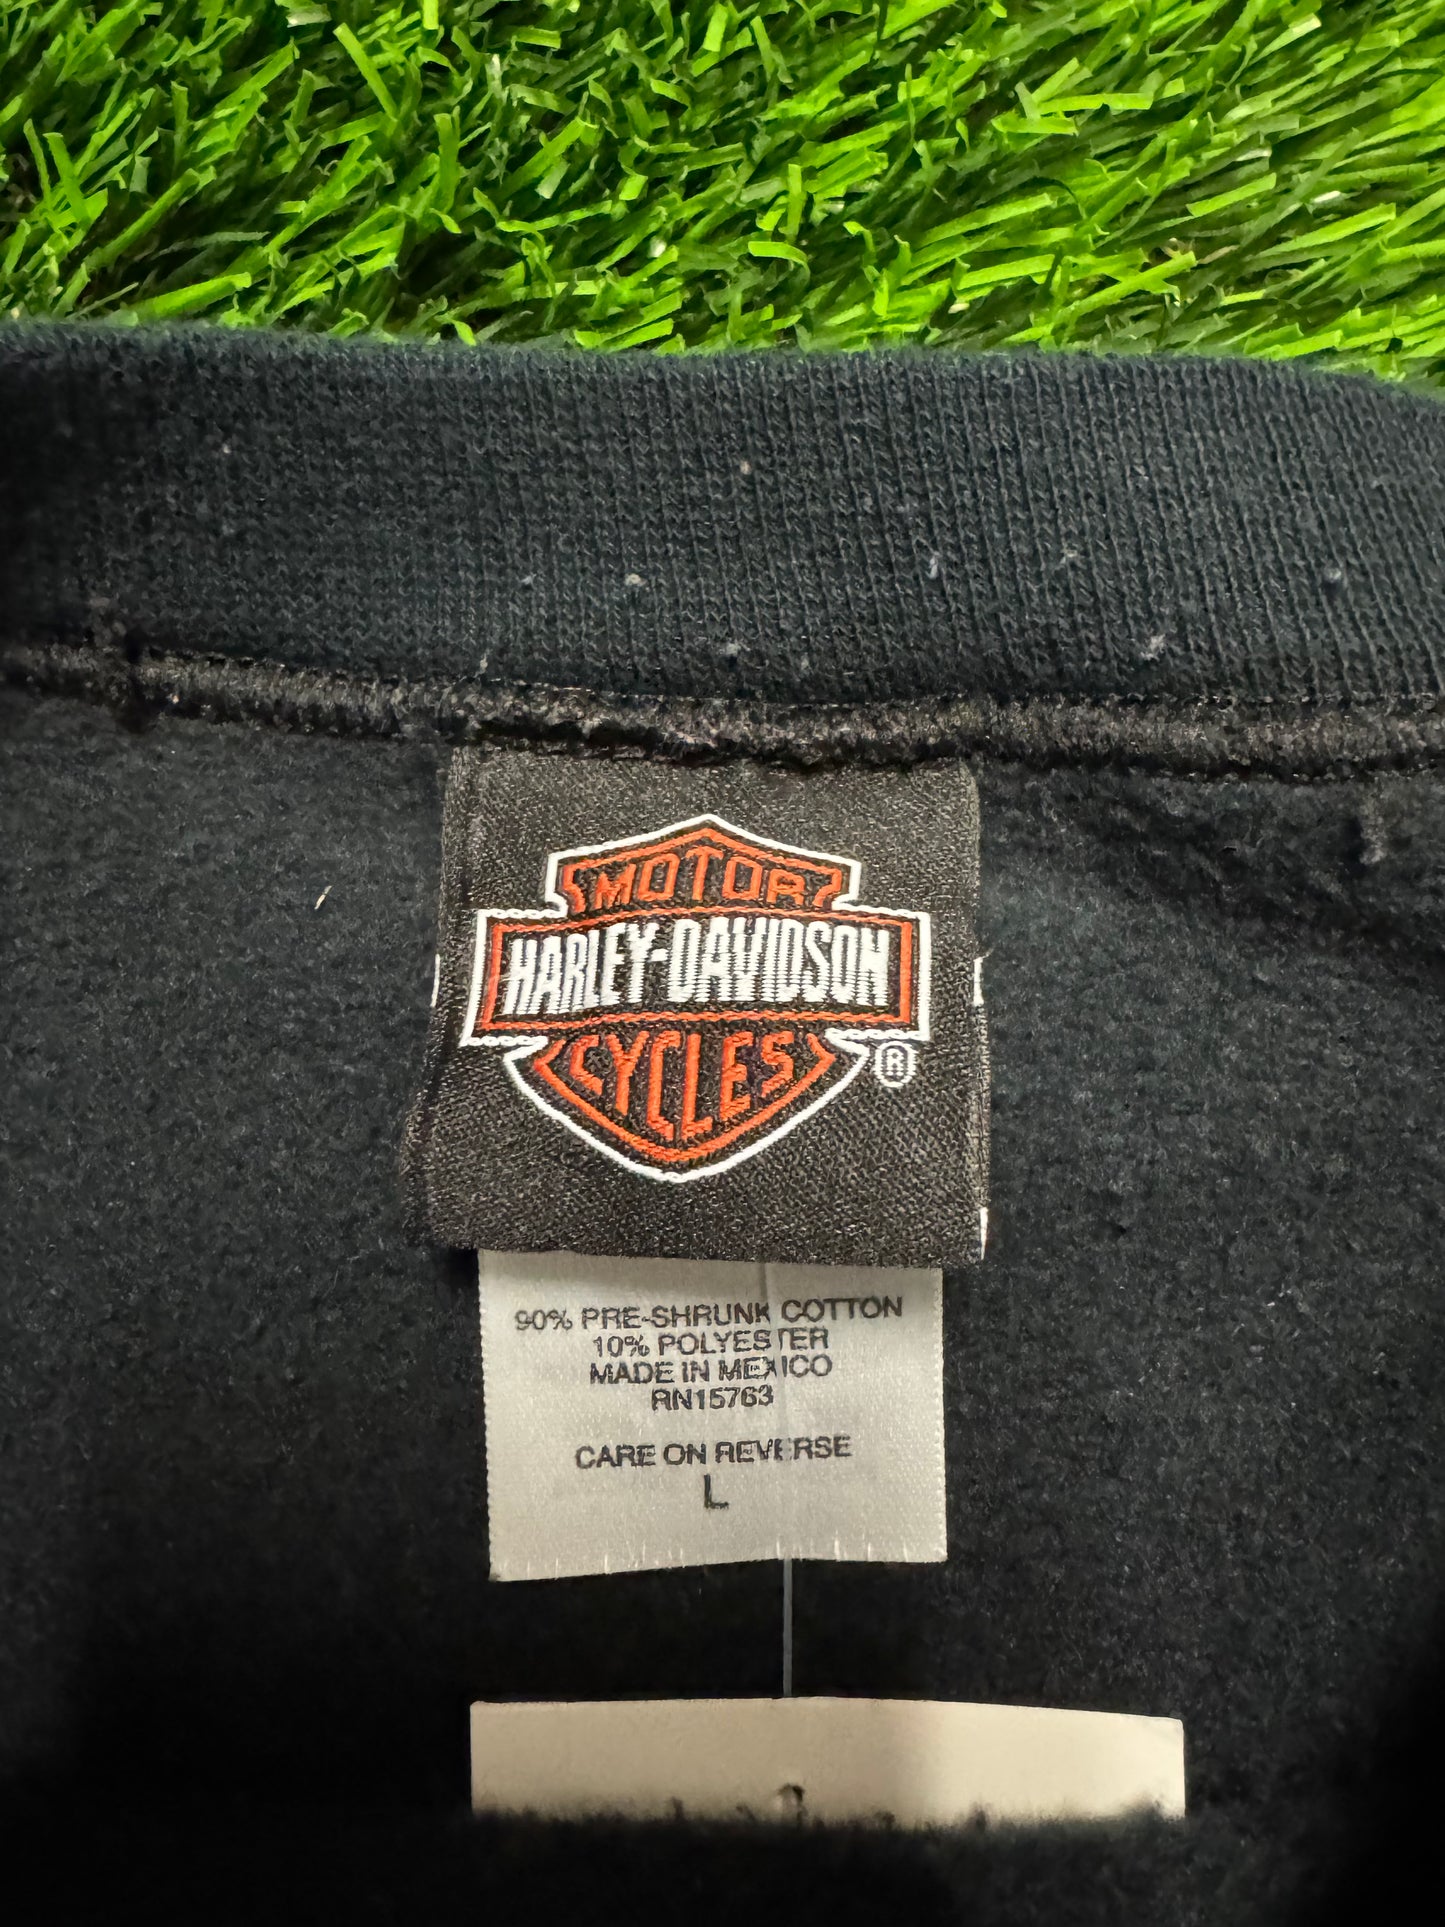 MOTOR
HARLEY-DAVIDSON
CYCLES
®
90% PRE-SHRUNK COTTON
10% POLYESTER
MADE IN MEXICO
RN15763
CARE ON REVERSE
L